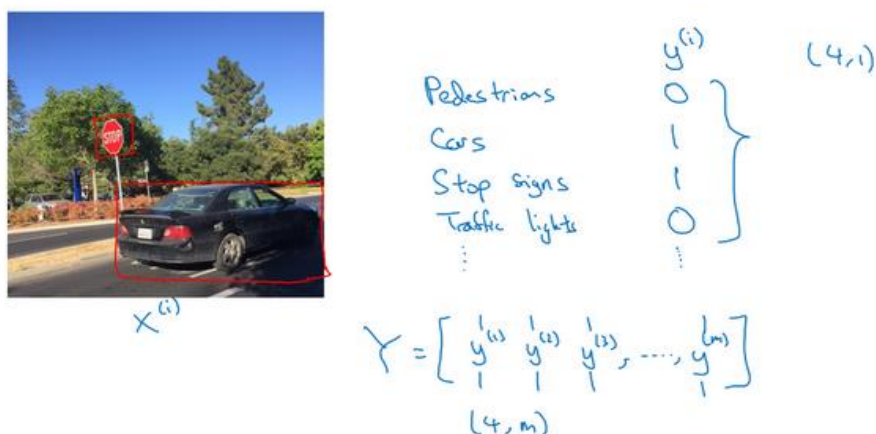 y^(i) (4,1)
Pedestrians 0
Cars 1
STOP
Stop signs 1
Traffic lights 0
⋮ ⋮
x^(i)
Y = [ y^(1) y^(2) y^(3), ----, y^(m) ]
(4,m)